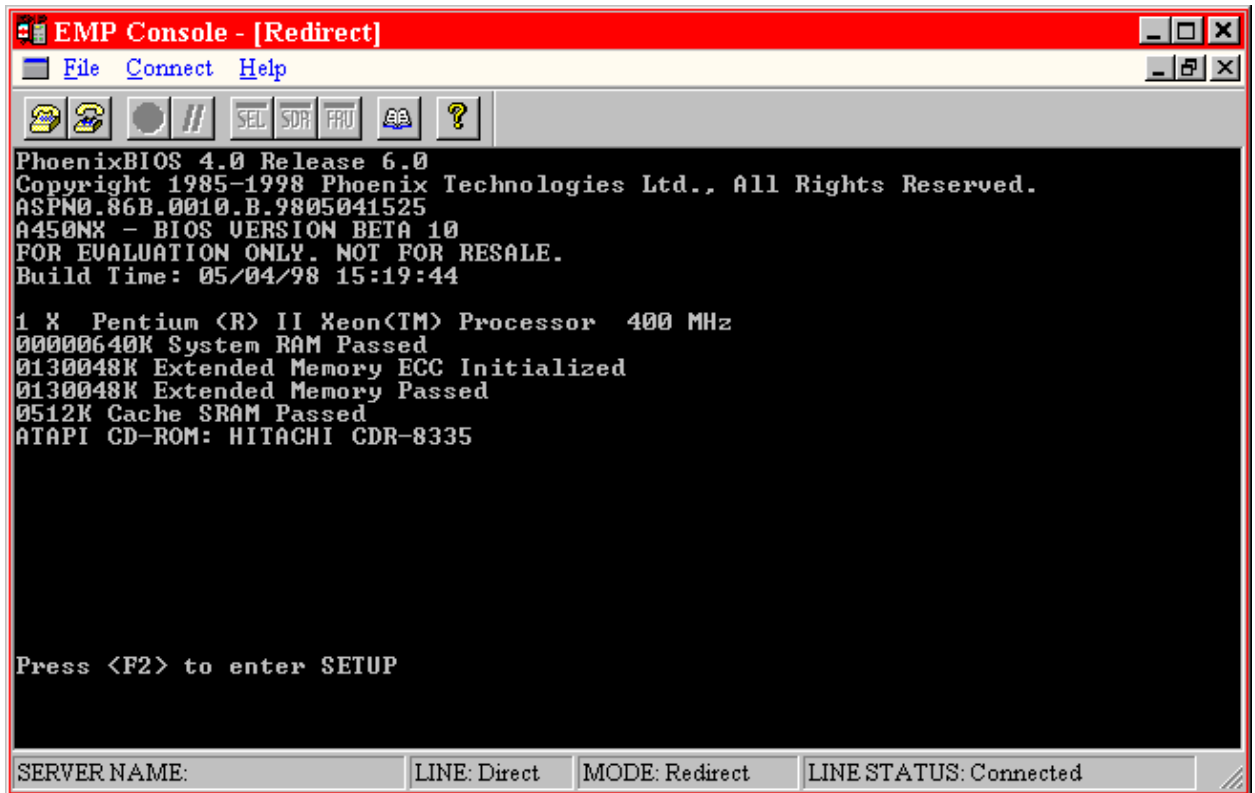 EMP Console - [Redirect]
File Connect Help
SEL SDR FRU
PhoenixBIOS 4.0 Release 6.0
Copyright 1985-1998 Phoenix Technologies Ltd., All Rights Reserved.
ASPN0.86B.0010.B.9805041525
A450NX - BIOS VERSION BETA 10
FOR EVALUATION ONLY. NOT FOR RESALE.
Build Time: 05/04/98 15:19:44
1 X  Pentium (R) II Xeon(TM) Processor  400 MHz
00000640K System RAM Passed
0130048K Extended Memory ECC Initialized
0130048K Extended Memory Passed
0512K Cache SRAM Passed
ATAPI CD-ROM: HITACHI CDR-8335
Press <F2> to enter SETUP
SERVER NAME: LINE: Direct MODE: Redirect LINE STATUS: Connected